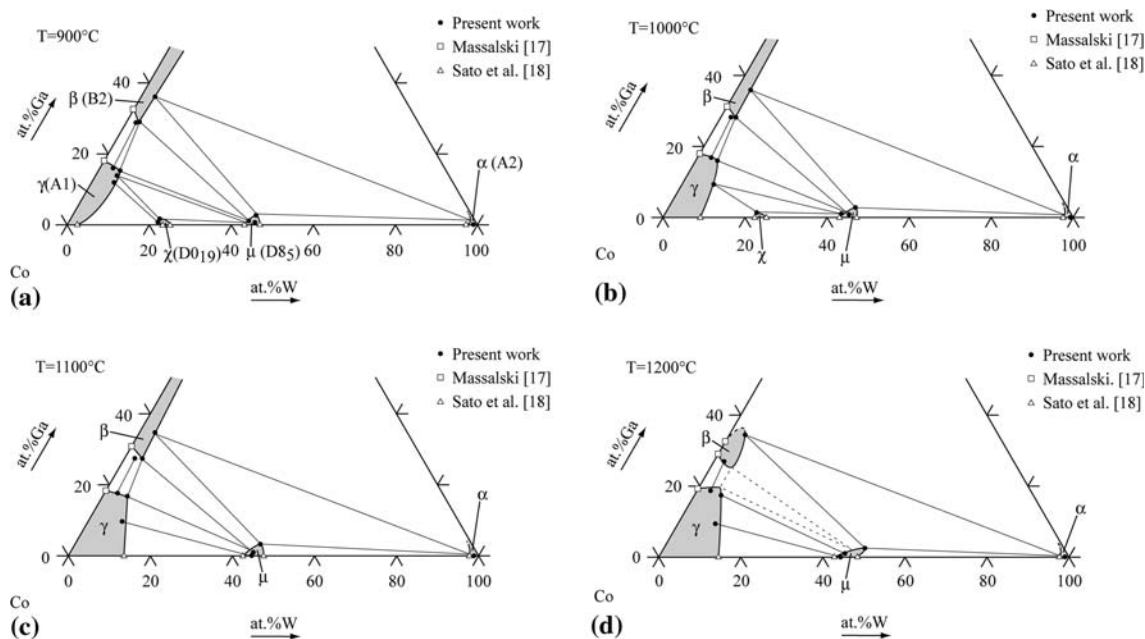 T=900°C
• Present work
□ Massalski [17]
△ Sato et al. [18]
at.%Ga
40
β (B2)
20
γ(A1)
α (A2)
0
0
20
40
60
80
100
χ(D0₁₉)
μ (D8₅)
Co
at.%W
(a)
T=1000°C
• Present work
□ Massalski [17]
△ Sato et al. [18]
at.%Ga
40
β
20
γ
α
0
0
20
40
60
80
100
χ
μ
Co
at.%W
(b)
T=1100°C
• Present work
□ Massalski [17]
△ Sato et al. [18]
at.%Ga
40
β
20
γ
α
0
0
20
40
60
80
100
μ
Co
at.%W
(c)
T=1200°C
• Present work
□ Massalski. [17]
△ Sato et al. [18]
at.%Ga
40
β
20
γ
α
0
0
20
40
60
80
100
μ
Co
at.%W
(d)